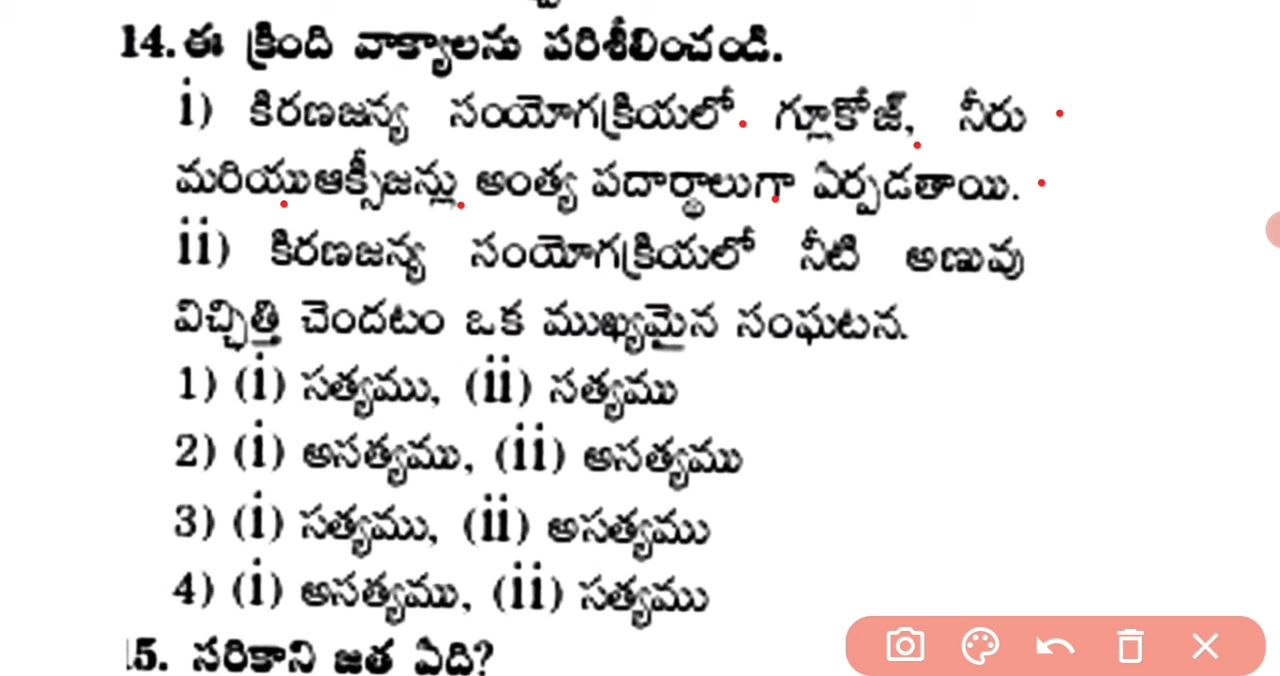 14. ఈ క్రింది వాక్యాలను పరిశీలించండి.
i) కిరణజన్య సంయోగక్రియలో గ్లూకోజ్, నీరు
మరియు ఆక్సీజన్లు అంత్య పదార్థాలుగా ఏర్పడతాయి.
ii) కిరణజన్య సంయోగక్రియలో నీటి అణువు
విచ్ఛిత్తి చెందటం ఒక ముఖ్యమైన సంఘటన.
1) (i) సత్యము, (ii) సత్యము
2) (i) అసత్యము, (ii) అసత్యము
3) (i) సత్యము, (ii) అసత్యము
4) (i) అసత్యము, (ii) సత్యము
15. సరికాని జత ఏది?